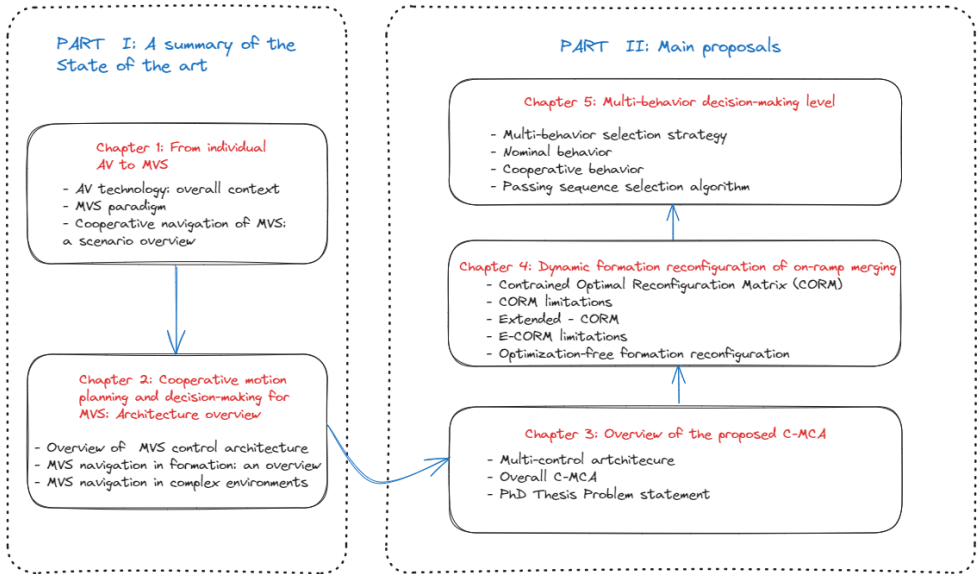 PART I: A summary of the
State of the art
Chapter 1: From individual
AV to MVS
- AV technology: overall context
- MVS paradigm
- Cooperative navigation of MVS:
a scenario overview
Chapter 2: Cooperative motion
planning and decision-making for
MVS: Architecture overview
- Overview of MVS control architecture
- MVS navigation in formation: an overview
- MVS navigation in complex environments
PART II: Main proposals
Chapter 5: Multi-behavior decision-making level
- Multi-behavior selection strategy
- Nominal behavior
- Cooperative behavior
- Passing sequence selection algorithm
Chapter 4: Dynamic formation reconfiguration of on-ramp merging
- Contrained Optimal Reconfiguration Matrix (CORM)
- CORM limitations
- Extended - CORM
- E-CORM limitations
- Optimization-free formation reconfiguration
Chapter 3: Overview of the proposed C-MCA
- Multi-control artchitecure
- Overall C-MCA
- PhD Thesis Problem statement